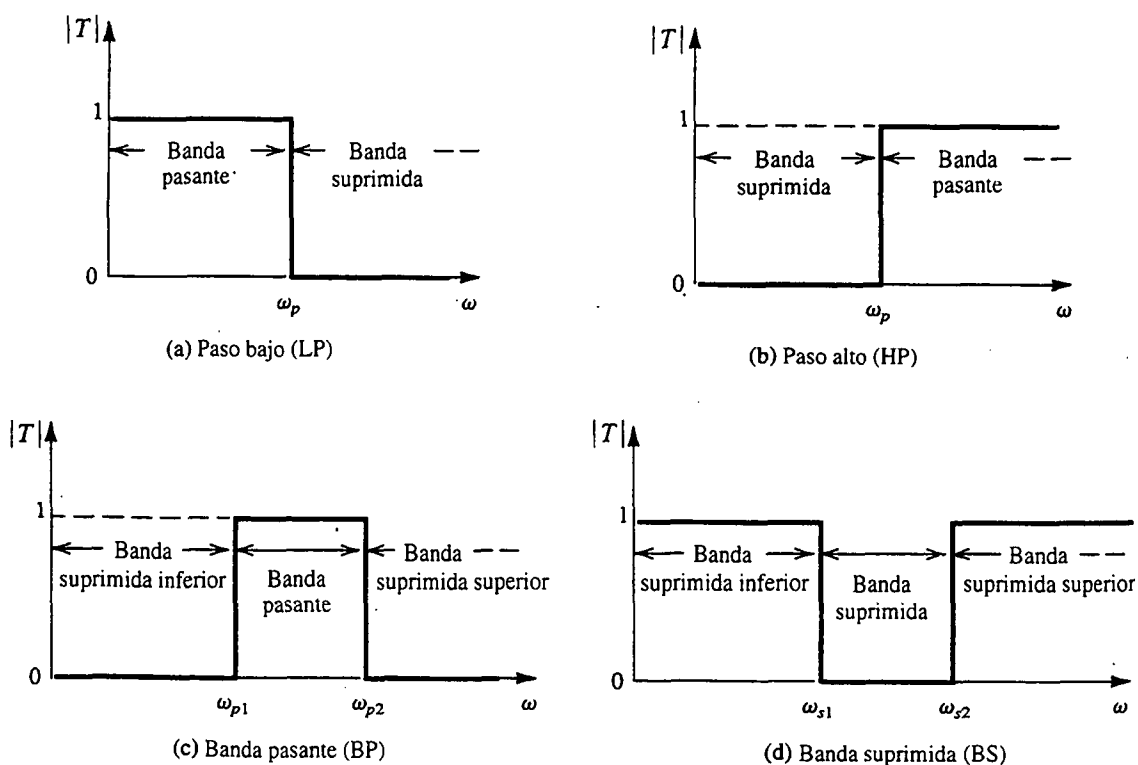 |T|
1
Banda
pasante
Banda
suprimida
0
ωp
ω
(a) Paso bajo (LP)
|T|
1
Banda
suprimida
Banda
pasante
0
ωp
ω
(b) Paso alto (HP)
|T|
1
Banda
suprimida inferior
Banda
pasante
Banda
suprimida superior
0
ωp1
ωp2
ω
(c) Banda pasante (BP)
|T|
1
Banda
suprimida inferior
Banda
suprimida
Banda
suprimida superior
0
ωs1
ωs2
ω
(d) Banda suprimida (BS)